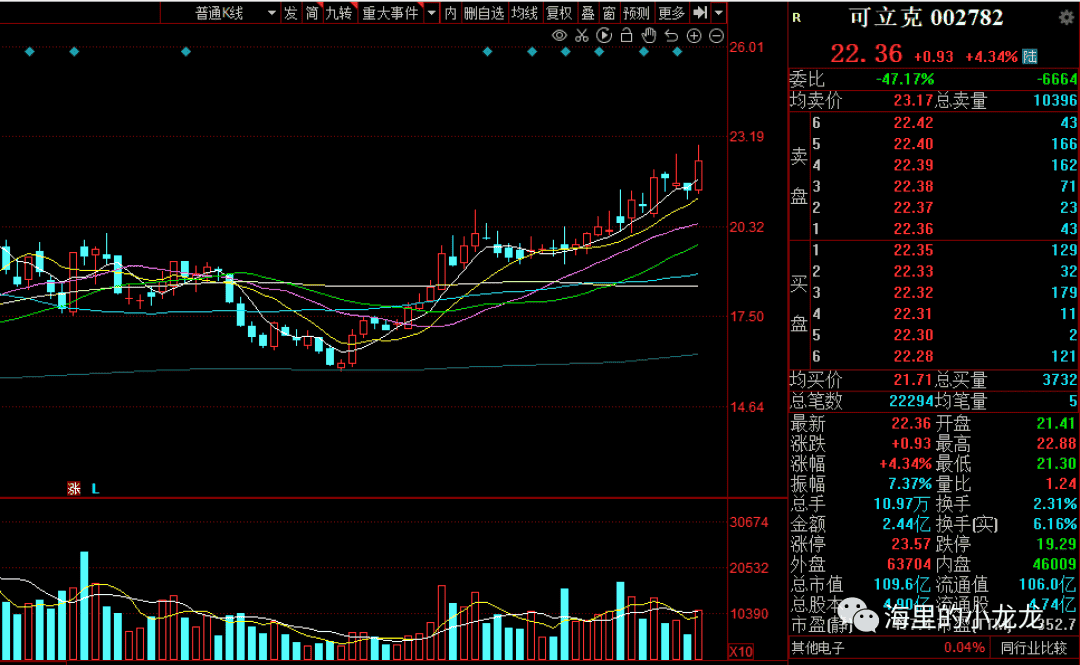 普通K线 发 简 九转 重大事件 内 删自选 均线 复权 叠 窗 预测 更多
26.01
23.19
20.32
17.50
14.64
涨 L
30674
20532
10390
X10
R 可立克 002782
22.36 +0.93 +4.34% 陆
委比 -47.17% -6664
均卖价 23.17 总卖量 10396
卖盘
6 22.42 43
5 22.40 166
4 22.39 162
3 22.38 71
2 22.37 23
1 22.36 43
买盘
1 22.35 129
2 22.33 32
3 22.32 179
4 22.31 11
5 22.30 2
6 22.28 121
均买价 21.71 总买量 3732
总笔数 22294 均笔量 5
最新 22.36 开盘 21.41
涨跌 +0.93 最高 22.88
涨幅 +4.34% 最低 21.30
振幅 7.37% 量比 1.24
总手 10.97万 换手 2.31%
金额 2.44亿 换手(实) 6.16%
涨停 23.57 跌停 19.29
外盘 63704 内盘 46009
总市值 109.6亿 流通值 106.0亿
总股本 4.90亿 流通股 4.74亿
市盈(静) 市盈(TTM) 952.7
海里的小龙龙
其他电子 0.04% 同行业比较